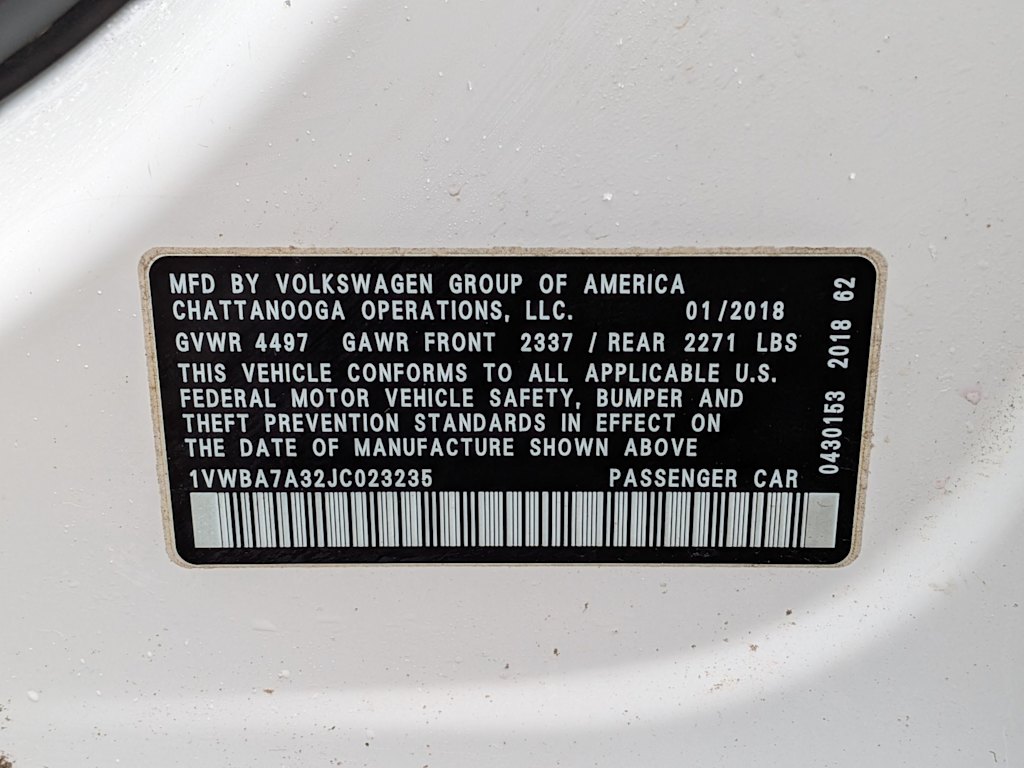 MFD BY VOLKSWAGEN GROUP OF AMERICA
CHATTANOOGA OPERATIONS, LLC. 01/2018
GVWR 4497 GAWR FRONT 2337 / REAR 2271 LBS
THIS VEHICLE CONFORMS TO ALL APPLICABLE U.S.
FEDERAL MOTOR VEHICLE SAFETY, BUMPER AND
THEFT PREVENTION STANDARDS IN EFFECT ON
THE DATE OF MANUFACTURE SHOWN ABOVE
1VWBA7A32JC023235 PASSENGER CAR
0430153 2018 62